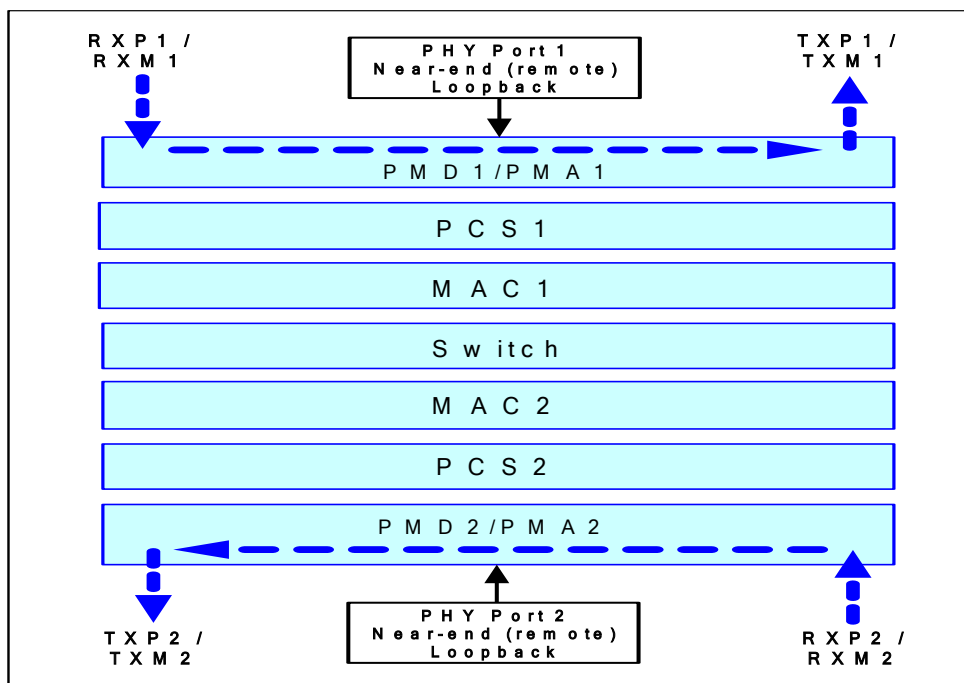 RXP1 /
RXM1
PHY Port 1
Near-end (remote)
Loopback
TXP1 /
TXM1
PMD1/PMA1
PCS1
MAC1
Switch
MAC2
PCS2
PMD2/PMA2
TXP2 /
TXM2
PHY Port 2
Near-end (remote)
Loopback
RXP2 /
RXM2